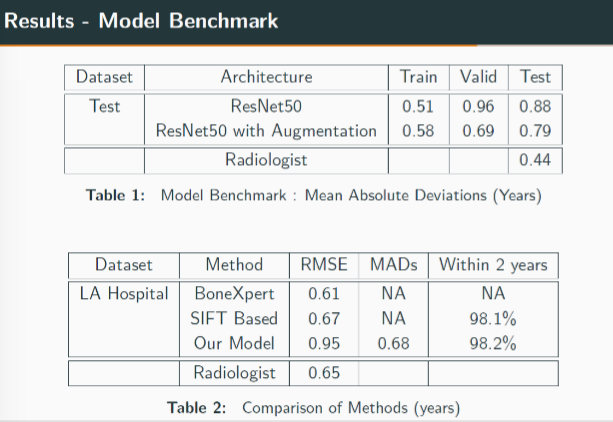 Results - Model Benchmark
Dataset Architecture Train Valid Test
Test ResNet50 0.51 0.96 0.88
ResNet50 with Augmentation 0.58 0.69 0.79
Radiologist 0.44
Table 1: Model Benchmark : Mean Absolute Deviations (Years)
Dataset Method RMSE MADs Within 2 years
LA Hospital BoneXpert 0.61 NA NA
SIFT Based 0.67 NA 98.1%
Our Model 0.95 0.68 98.2%
Radiologist 0.65
Table 2: Comparison of Methods (years)